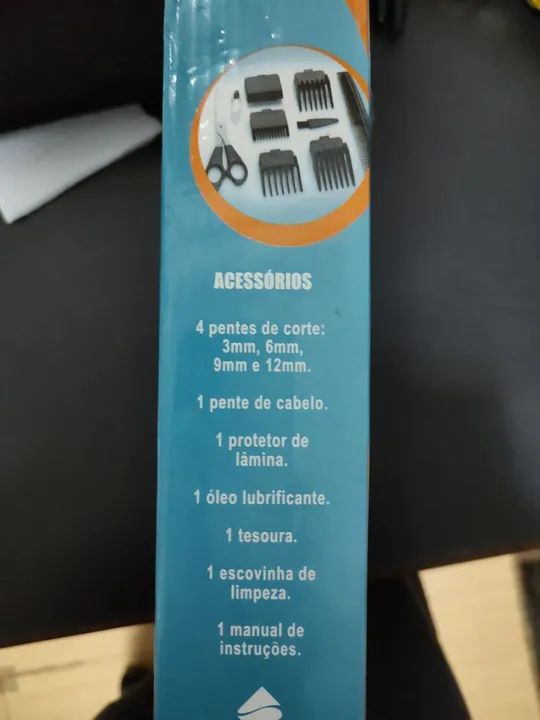 ACESSÓRIOS
4 pentes de corte:
3mm, 6mm,
9mm e 12mm.
1 pente de cabelo.
1 protetor de
lâmina.
1 óleo lubrificante.
1 tesoura.
1 escovinha de
limpeza.
1 manual de
instruções.